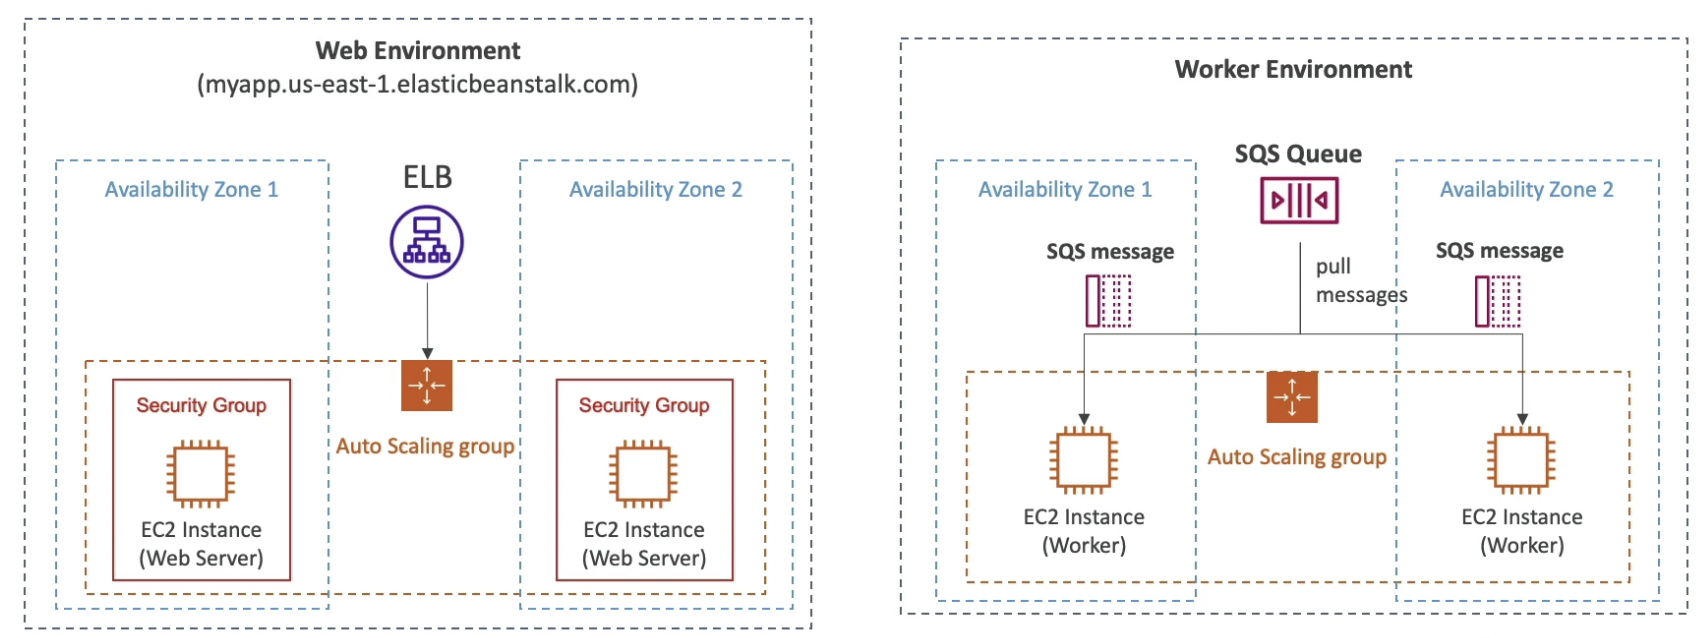 Web Environment
(myapp.us-east-1.elasticbeanstalk.com)
Availability Zone 1
ELB
Availability Zone 2
Security Group
EC2 Instance
(Web Server)
Auto Scaling group
Security Group
EC2 Instance
(Web Server)
Worker Environment
SQS Queue
Availability Zone 1
Availability Zone 2
SQS message
pull
messages
SQS message
Auto Scaling group
EC2 Instance
(Worker)
EC2 Instance
(Worker)